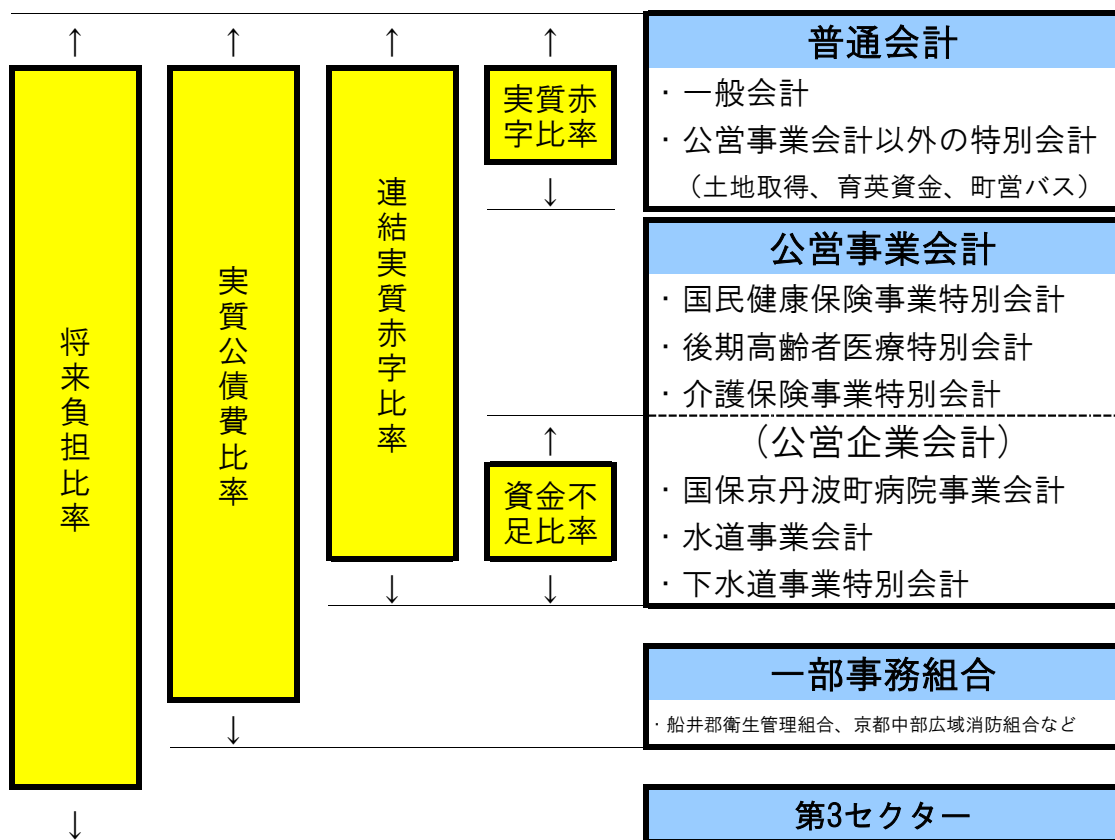 ↑
↑
↑
↑
将来負担比率
↓
実質公債費比率
↓
連結実質赤字比率
↓
実質赤
字比率
↓
↑
資金不
足比率
↓
普通会計
・一般会計
・公営事業会計以外の特別会計
（土地取得、育英資金、町営バス）
公営事業会計
・国民健康保険事業特別会計
・後期高齢者医療特別会計
・介護保険事業特別会計
（公営企業会計）
・国保京丹波町病院事業会計
・水道事業会計
・下水道事業特別会計
一部事務組合
・船井郡衛生管理組合、京都中部広域消防組合など
第3セクター